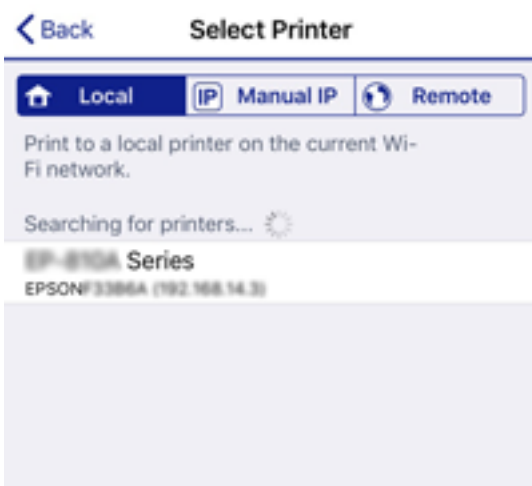 Back
Select Printer
Local
IP Manual IP
Remote
Print to a local printer on the current Wi-
Fi network.
Searching for printers...
Series
EPSON